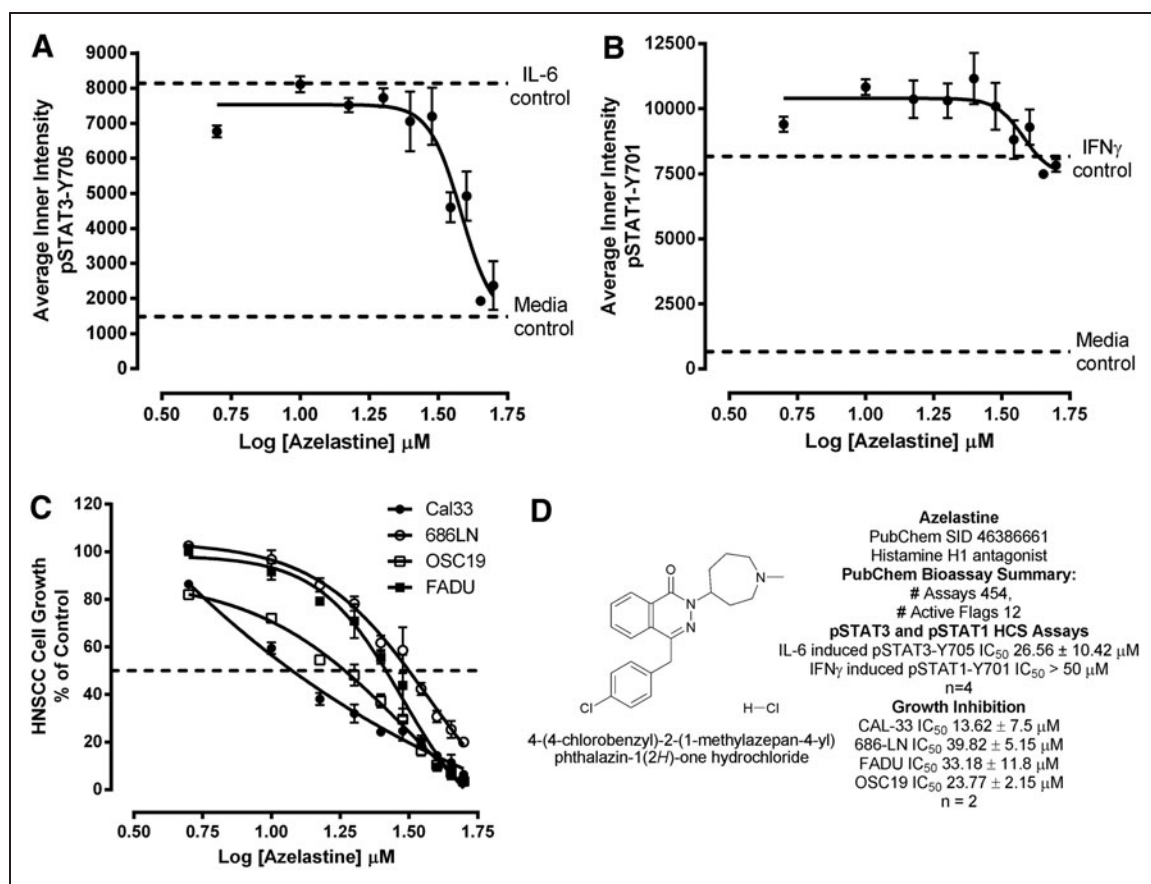 A
Average Inner Intensity
pSTAT3-Y705
9000
8000
7000
6000
5000
4000
3000
2000
1000
0
IL-6
control
Media
control
0.50 0.75 1.00 1.25 1.50 1.75
Log [Azelastine] μM
B
Average Inner Intensity
pSTAT1-Y701
12500
10000
7500
5000
2500
0
IFNγ
control
Media
control
0.50 0.75 1.00 1.25 1.50 1.75
Log [Azelastine] μM
C
HNSCC Cell Growth
% of Control
120
100
80
60
40
20
0
Cal33
686LN
OSC19
FADU
0.50 0.75 1.00 1.25 1.50 1.75
Log [Azelastine] μM
D
O
N
N
N
Cl
H–Cl
4-(4-chlorobenzyl)-2-(1-methylazepan-4-yl)
phthalazin-1(2H)-one hydrochloride
Azelastine
PubChem SID 46386661
Histamine H1 antagonist
PubChem Bioassay Summary:
# Assays 454,
# Active Flags 12
pSTAT3 and pSTAT1 HCS Assays
IL-6 induced pSTAT3-Y705 IC50 26.56 ± 10.42 μM
IFNγ induced pSTAT1-Y701 IC50 > 50 μM
n=4
Growth Inhibition
CAL-33 IC50 13.62 ± 7.5 μM
686-LN IC50 39.82 ± 5.15 μM
FADU IC50 33.18 ± 11.8 μM
OSC19 IC50 23.77 ± 2.15 μM
n = 2